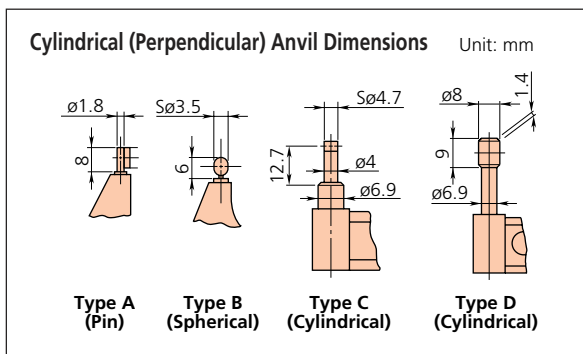 Cylindrical (Perpendicular) Anvil Dimensions Unit: mm
ø1.8
8
Sø3.5
6
Sø4.7
12.7
ø4
ø6.9
ø8
1.4
9
ø6.9
Type A
(Pin)
Type B
(Spherical)
Type C
(Cylindrical)
Type D
(Cylindrical)